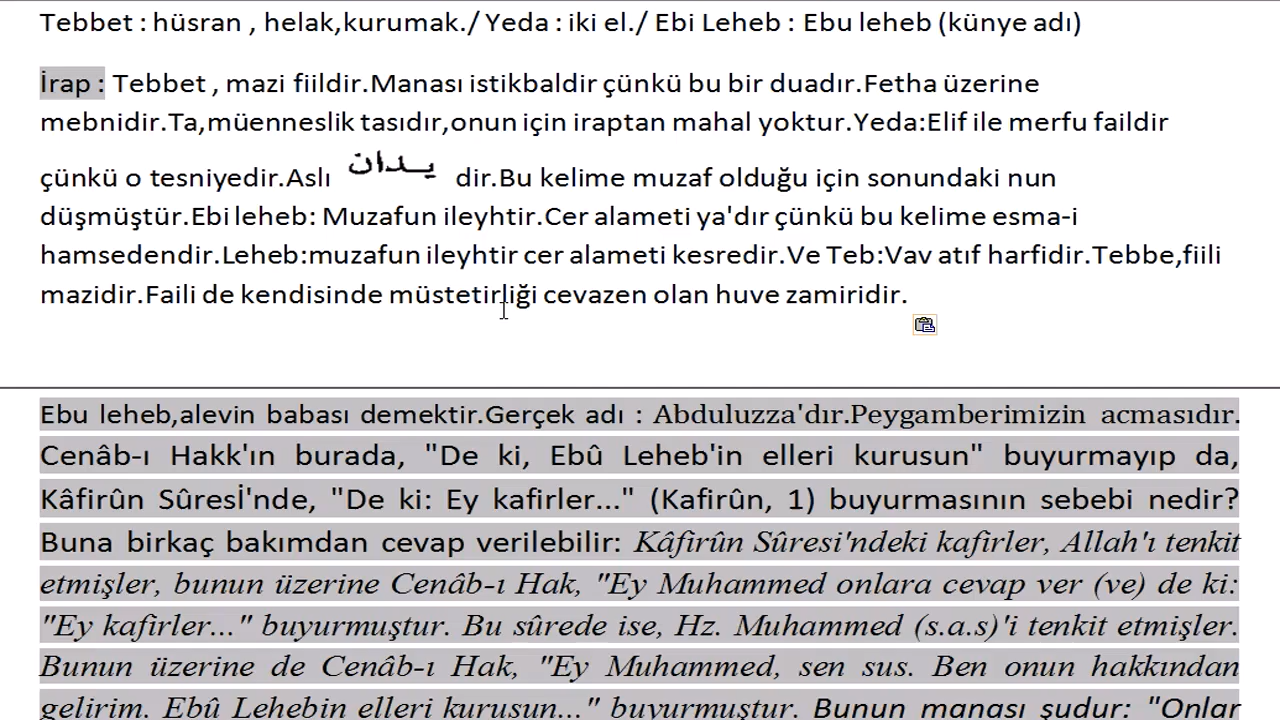 Tebbet : hüsran , helak,kurumak./ Yeda : iki el./ Ebi Leheb : Ebu leheb (künye adı)
İrap : Tebbet , mazi fiildir.Manası istikbaldir çünkü bu bir duadır.Fetha üzerine
mebnidir.Ta,müenneslik tasıdır,onun için iraptan mahal yoktur.Yeda:Elif ile merfu faildir
çünkü o tesniyedir.Aslı يدان dir.Bu kelime muzaf olduğu için sonundaki nun
düşmüştür.Ebi leheb: Muzafun ileyhtir.Cer alameti ya'dır çünkü bu kelime esma-i
hamsedendir.Leheb:muzafun ileyhtir cer alameti kesredir.Ve Teb:Vav atıf harfidir.Tebbe,fiili
mazidir.Faili de kendisinde müstetirliği cevazen olan huve zamiridir.
Ebu leheb,alevin babası demektir.Gerçek adı : Abduluzza'dır.Peygamberimizin acmasıdır.
Cenâb-ı Hakk'ın burada, "De ki, Ebû Leheb'in elleri kurusun" buyurmayıp da,
Kâfirûn Sûresİ'nde, "De ki: Ey kafirler..." (Kafirûn, 1) buyurmasının sebebi nedir?
Buna birkaç bakımdan cevap verilebilir: Kâfirûn Sûresi'ndeki kafirler, Allah'ı tenkit
etmişler, bunun üzerine Cenâb-ı Hak, "Ey Muhammed onlara cevap ver (ve) de ki:
"Ey kafirler..." buyurmuştur. Bu sûrede ise, Hz. Muhammed (s.a.s)'i tenkit etmişler.
Bunun üzerine de Cenâb-ı Hak, "Ey Muhammed, sen sus. Ben onun hakkından
gelirim. Ebû Lehebin elleri kurusun..." buyurmuştur. Bunun manası şudur: "Onlar